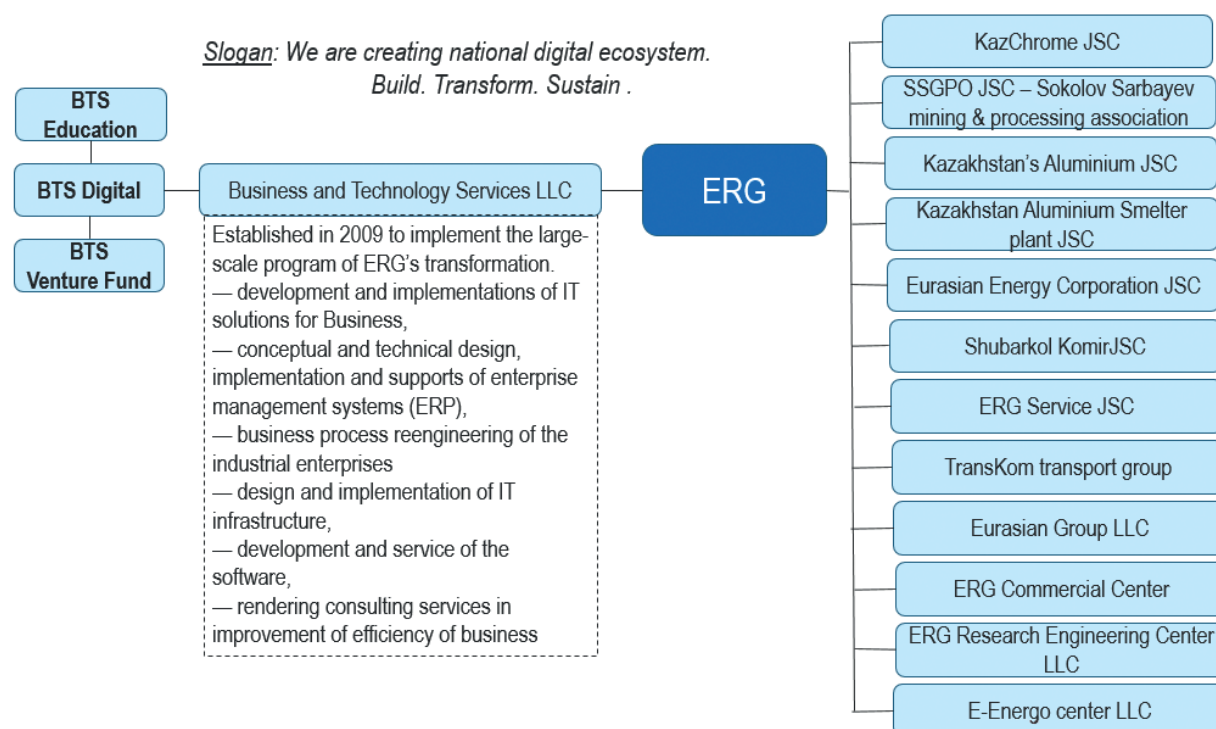 Slogan: We are creating national digital ecosystem.
Build. Transform. Sustain .
BTS
Education
BTS Digital
BTS
Venture Fund
Business and Technology Services LLC
Established in 2009 to implement the large-
scale program of ERG's transformation.
— development and implementations of IT
solutions for Business,
— conceptual and technical design,
implementation and supports of enterprise
management systems (ERP),
— business process reengineering of the
industrial enterprises
— design and implementation of IT
infrastructure,
— development and service of the
software,
— rendering consulting services in
improvement of efficiency of business
ERG
KazChrome JSC
SSGPO JSC – Sokolov Sarbayev
mining & processing association
Kazakhstan's Aluminium JSC
Kazakhstan Aluminium Smelter
plant JSC
Eurasian Energy Corporation JSC
Shubarkol KomirJSC
ERG Service JSC
TransKom transport group
Eurasian Group LLC
ERG Commercial Center
ERG Research Engineering Center
LLC
E-Energo center LLC